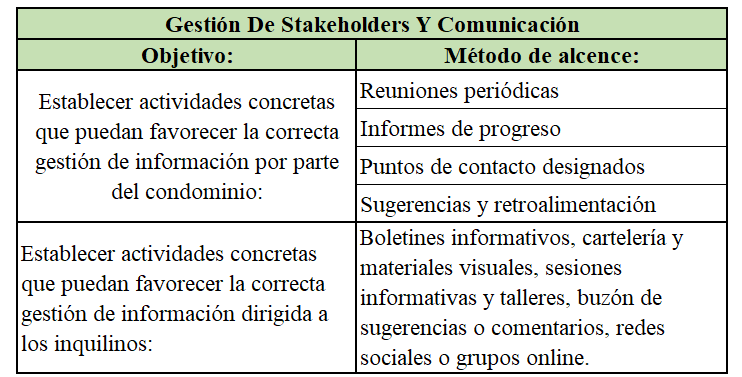 Gestión De Stakeholders Y Comunicación
Objetivo:
Método de alcence:
Establecer actividades concretas
que puedan favorecer la correcta
gestión de información por parte
del condominio:
Reuniones periódicas
Informes de progreso
Puntos de contacto designados
Sugerencias y retroalimentación
Establecer actividades concretas
que puedan favorecer la correcta
gestión de información dirigida a
los inquilinos:
Boletines informativos, cartelería y
materiales visuales, sesiones
informativas y talleres, buzón de
sugerencias o comentarios, redes
sociales o grupos online.